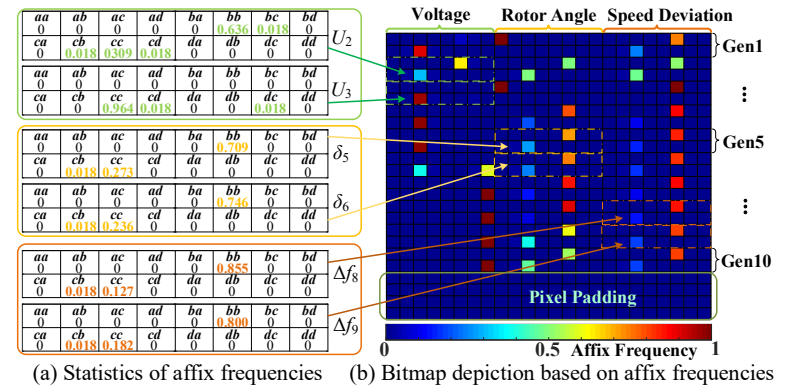 Voltage Rotor Angle Speed Deviation
aa ab ac ad ba bb bc bd
0 0 0 0 0 0.636 0.018 0
ca cb cc cd da db dc dd
0 0.018 0309 0.018 0 0 0 0
U2
aa ab ac ad ba bb bc bd
0 0 0 0 0 0 0 0
ca cb cc cd da db dc dd
0 0 0.964 0.018 0 0 0.018 0
U3
aa ab ac ad ba bb bc bd
0 0 0 0 0 0.709 0 0
ca cb cc cd da db dc dd
0 0.018 0.273 0 0 0 0 0
δ5
aa ab ac ad ba bb bc bd
0 0 0 0 0 0.746 0 0
ca cb cc cd da db dc dd
0 0.018 0.236 0 0 0 0 0
δ6
aa ab ac ad ba bb bc bd
0 0 0 0 0 0.855 0 0
ca cb cc cd da db dc dd
0 0.018 0.127 0 0 0 0 0
Δf8
aa ab ac ad ba bb bc bd
0 0 0 0 0 0.800 0 0
ca cb cc cd da db dc dd
0 0.018 0.182 0 0 0 0 0
Δf9
Gen1
...
Gen5
...
Gen10
Pixel Padding
0 0.5 Affix Frequency 1
(a) Statistics of affix frequencies (b) Bitmap depiction based on affix frequencies